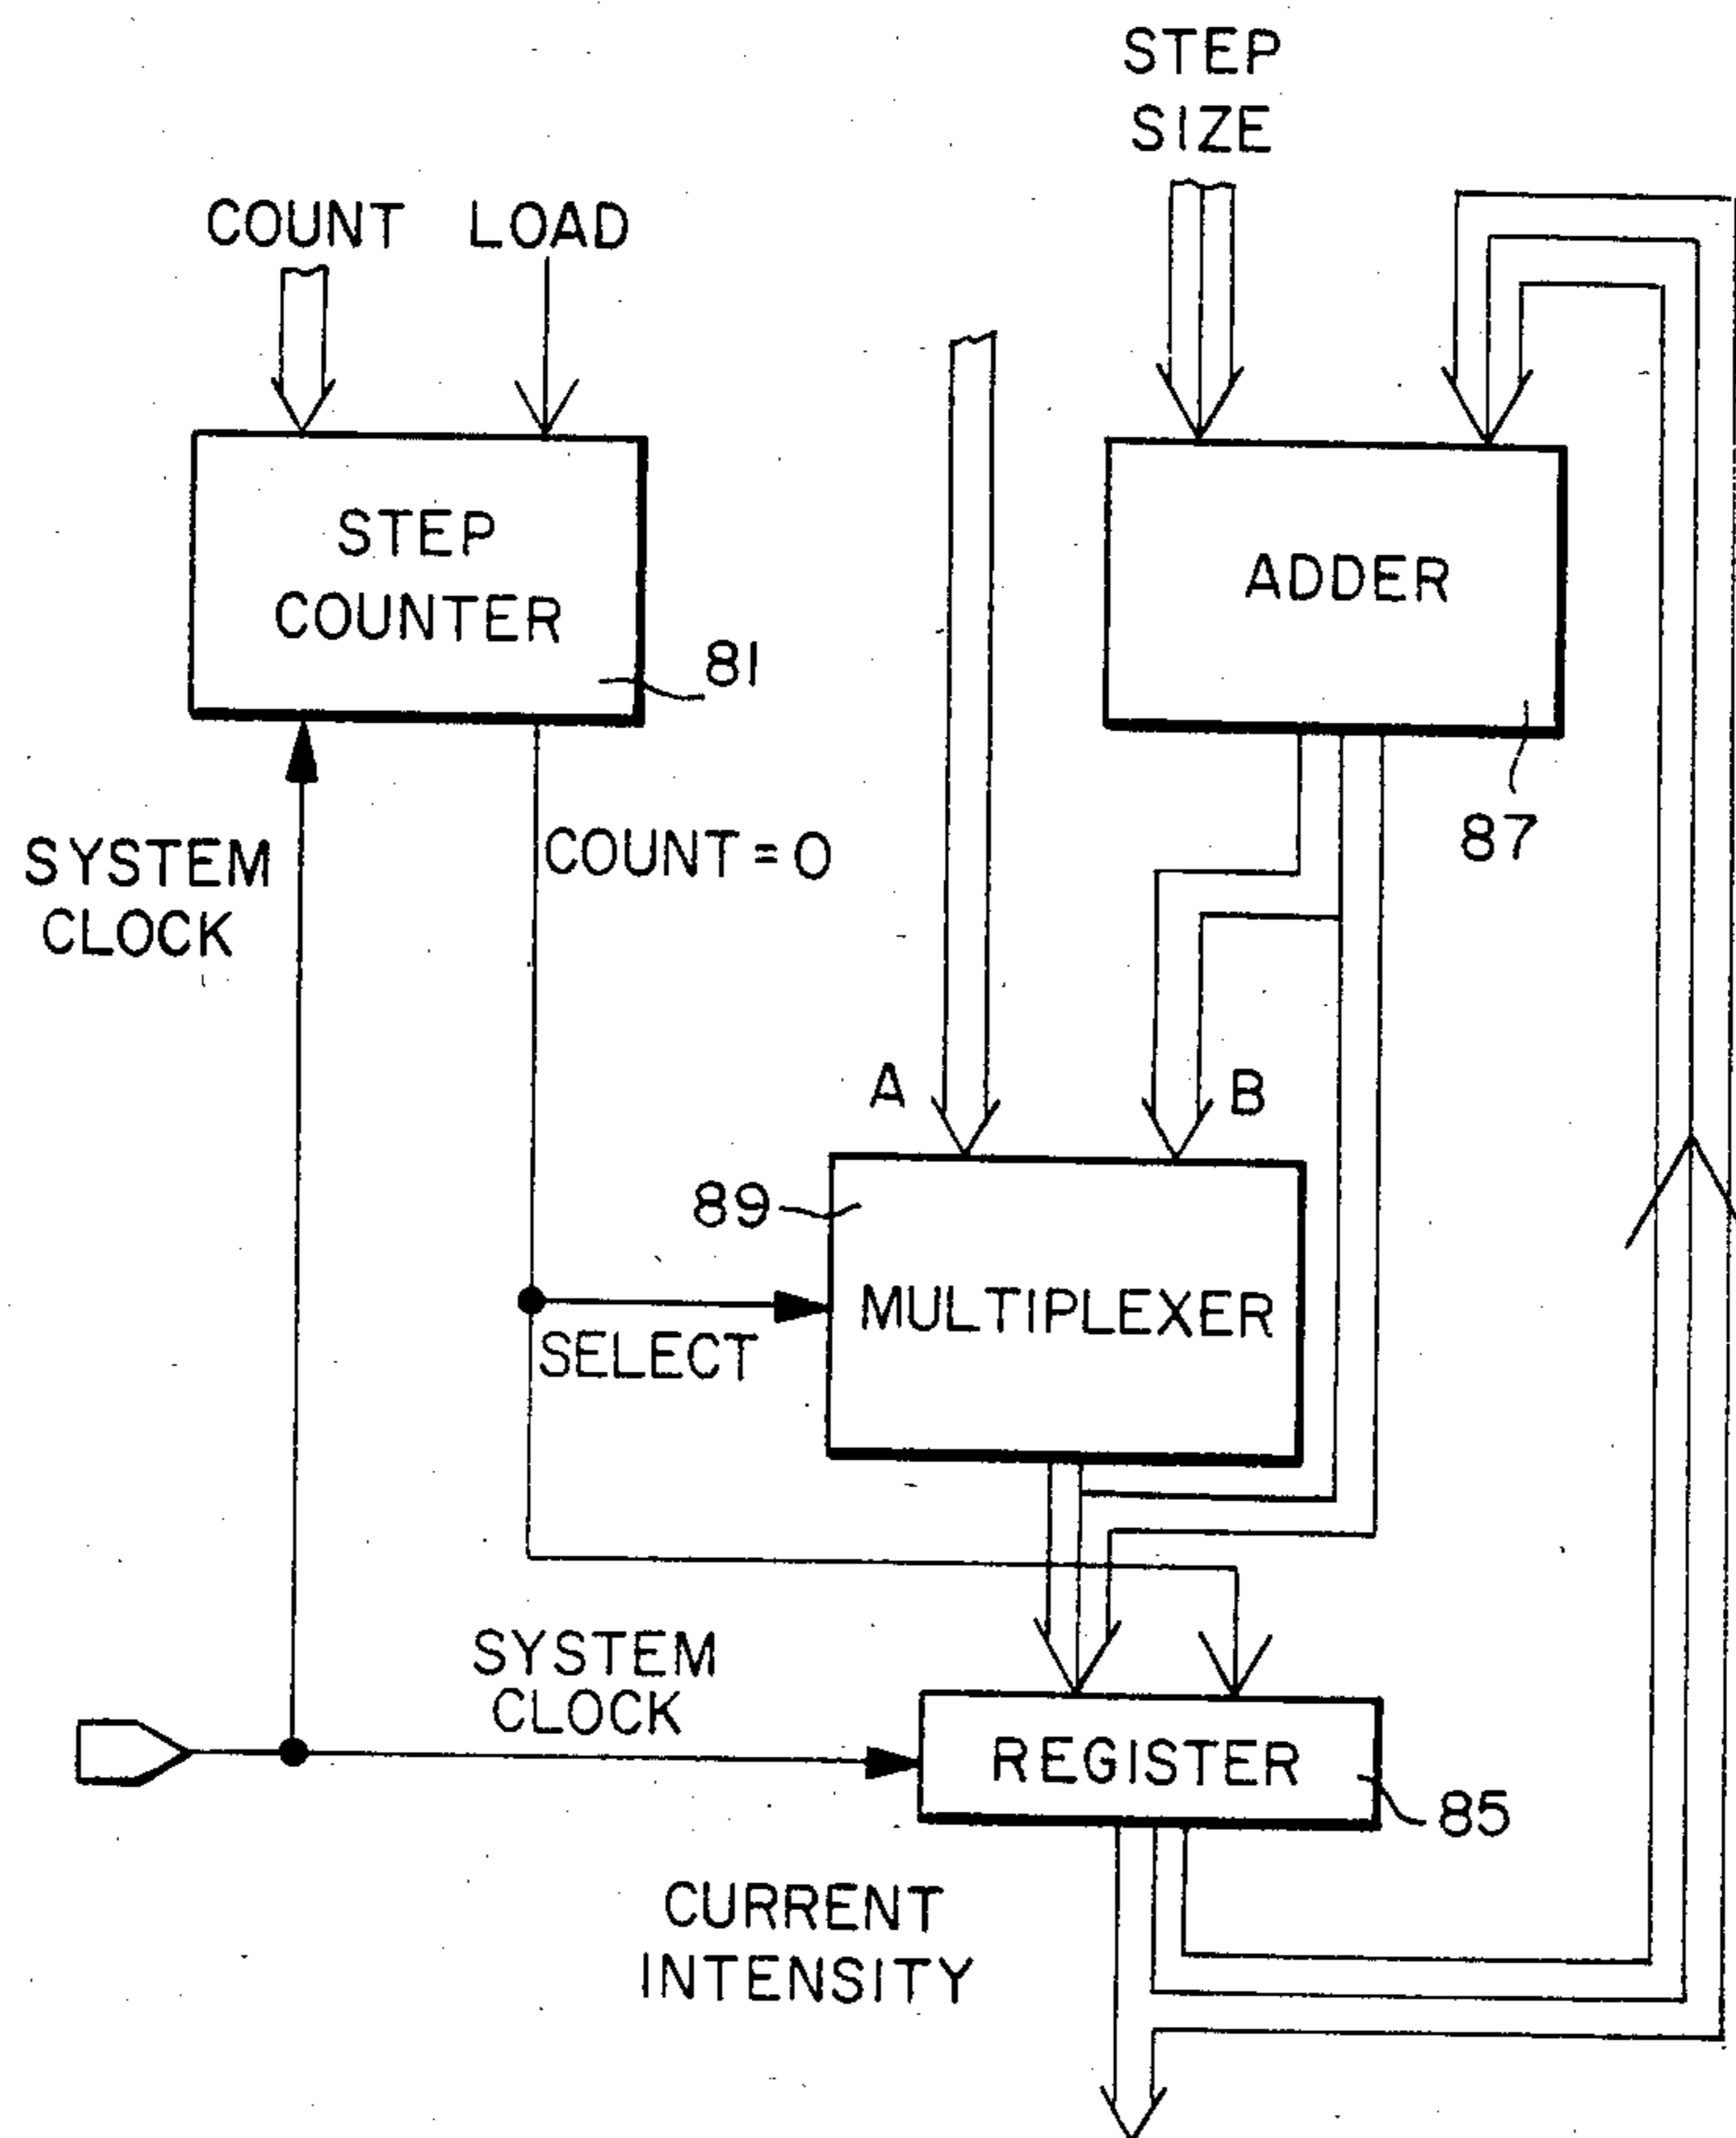 STEP
SIZE
COUNT LOAD
STEP
COUNTER
81
ADDER
87
SYSTEM
CLOCK
COUNT = 0
A
B
89
MULTIPLEXER
SELECT
SYSTEM
CLOCK
REGISTER
85
CURRENT
INTENSITY